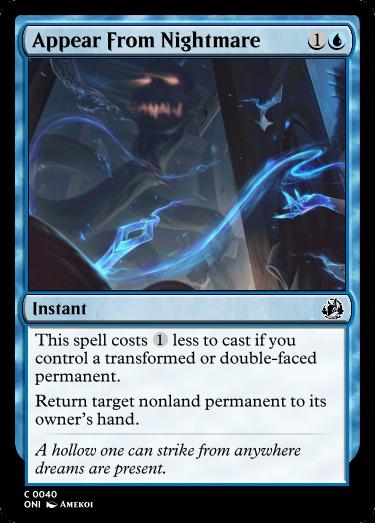 Appear From Nightmare 1
Instant
This spell costs 1 less to cast if you
control a transformed or double-faced
permanent.
Return target nonland permanent to its
owner's hand.
A hollow one can strike from anywhere
dreams are present.
C 0040
ONI Amekoi